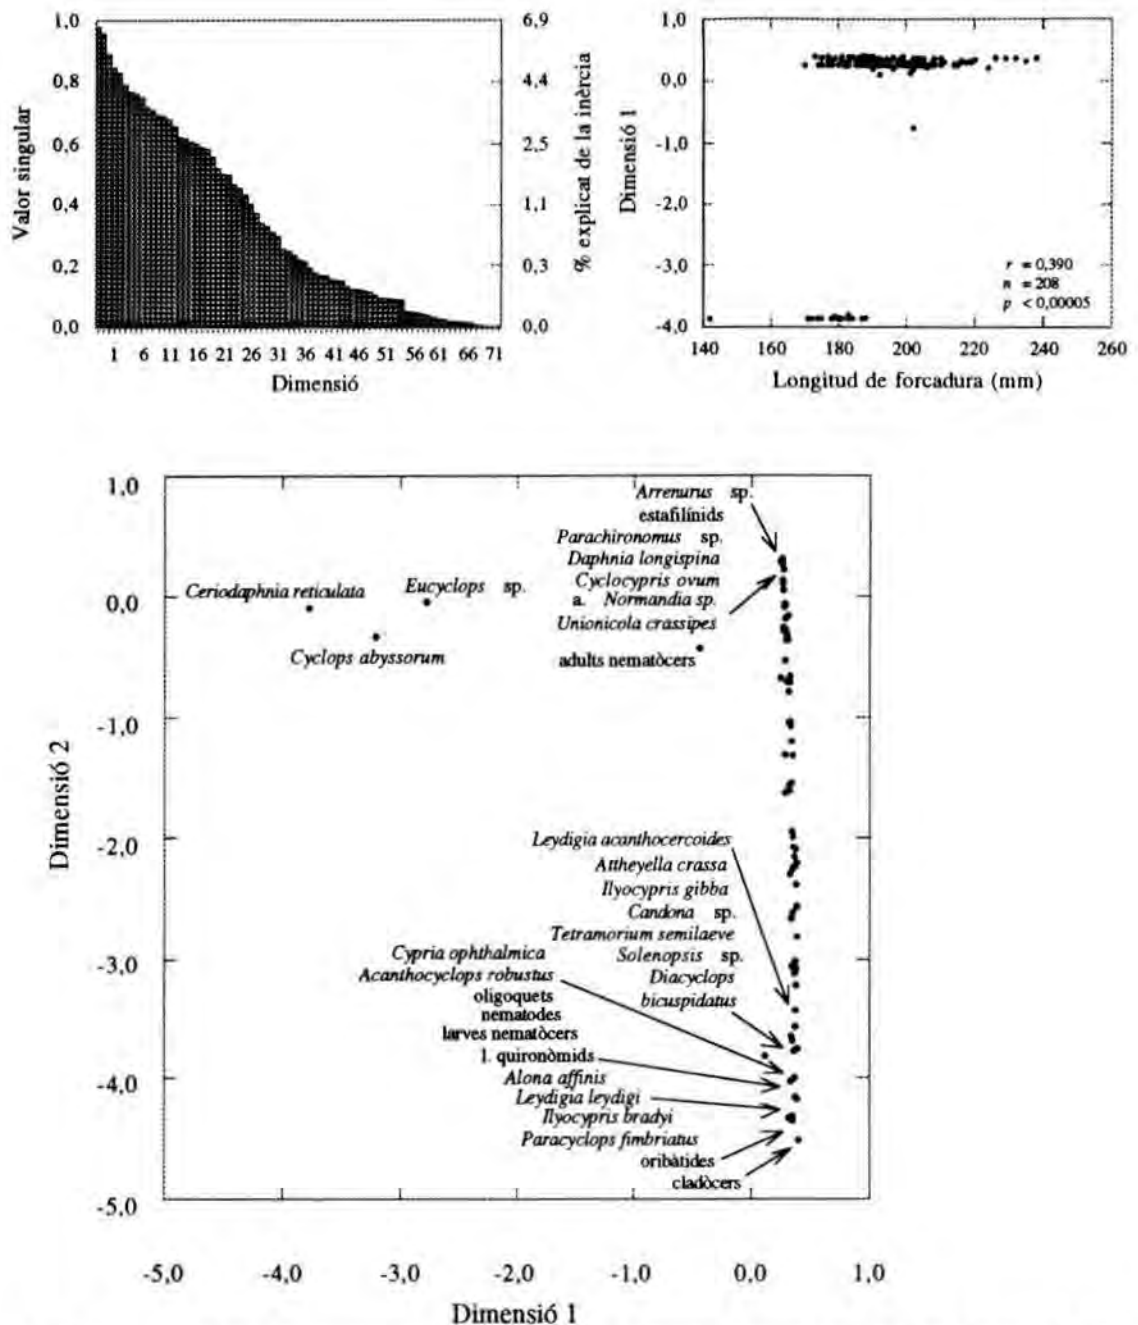 1,0
0,8
0,6
0,4
0,2
0,0
Valor singular
6,9
4,4
2,5
1,1
0,3
0,0
% explicat de la inèrcia
1 6 11 16 21 26 31 36 41 46 51 56 61 66 71
Dimensió
1,0
0,0
-1,0
-2,0
-3,0
-4,0
Dimensió 1
r = 0,390
n = 208
p < 0,00005
140 160 180 200 220 240 260
Longitud de forcadura (mm)
1,0
0,0
-1,0
-2,0
-3,0
-4,0
-5,0
Dimensió 2
Arrenurus sp.
estafilínids
Parachironomus sp.
Daphnia longispina
Cyclocypris ovum
a. Normandia sp.
Unionicola crassipes
adults nematòcers
Ceriodaphnia reticulata
Eucyclops sp.
Cyclops abyssorum
Leydigia acanthocercoides
Attheyella crassa
Ilyocypris gibba
Candona sp.
Tetramorium semilaeve
Solenopsis sp.
Diacyclops
bicuspidatus
Cypria ophthalmica
Acanthocyclops robustus
oligoquets
nematodes
larves nematòcers
l. quironòmids
Alona affinis
Leydigia leydigi
Ilyocypris bradyi
Paracyclops fimbriatus
oribàtides
cladòcers
-5,0 -4,0 -3,0 -2,0 -1,0 0,0 1,0
Dimensió 1